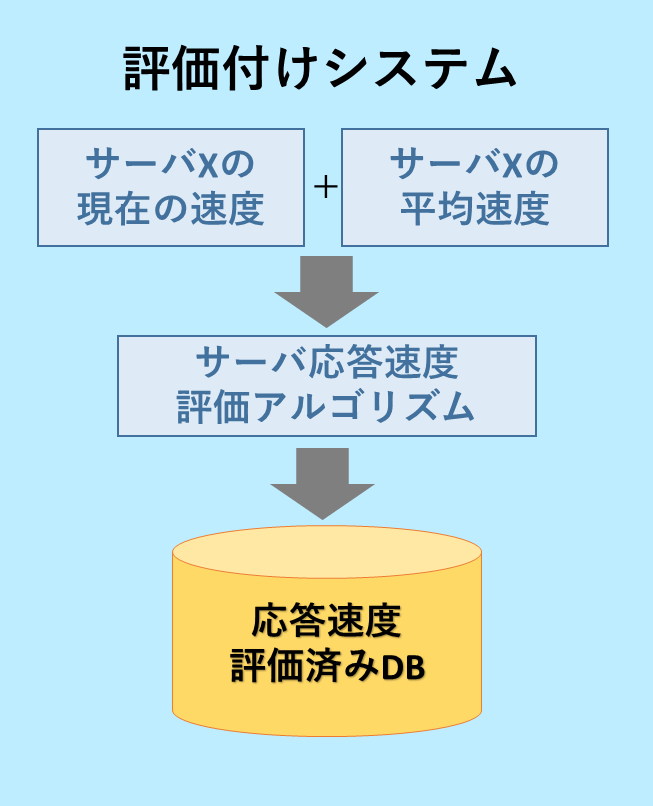 評価付けシステム
サーバXの
現在の速度
+
サーバXの
平均速度
サーバ応答速度
評価アルゴリズム
応答速度
評価済みDB